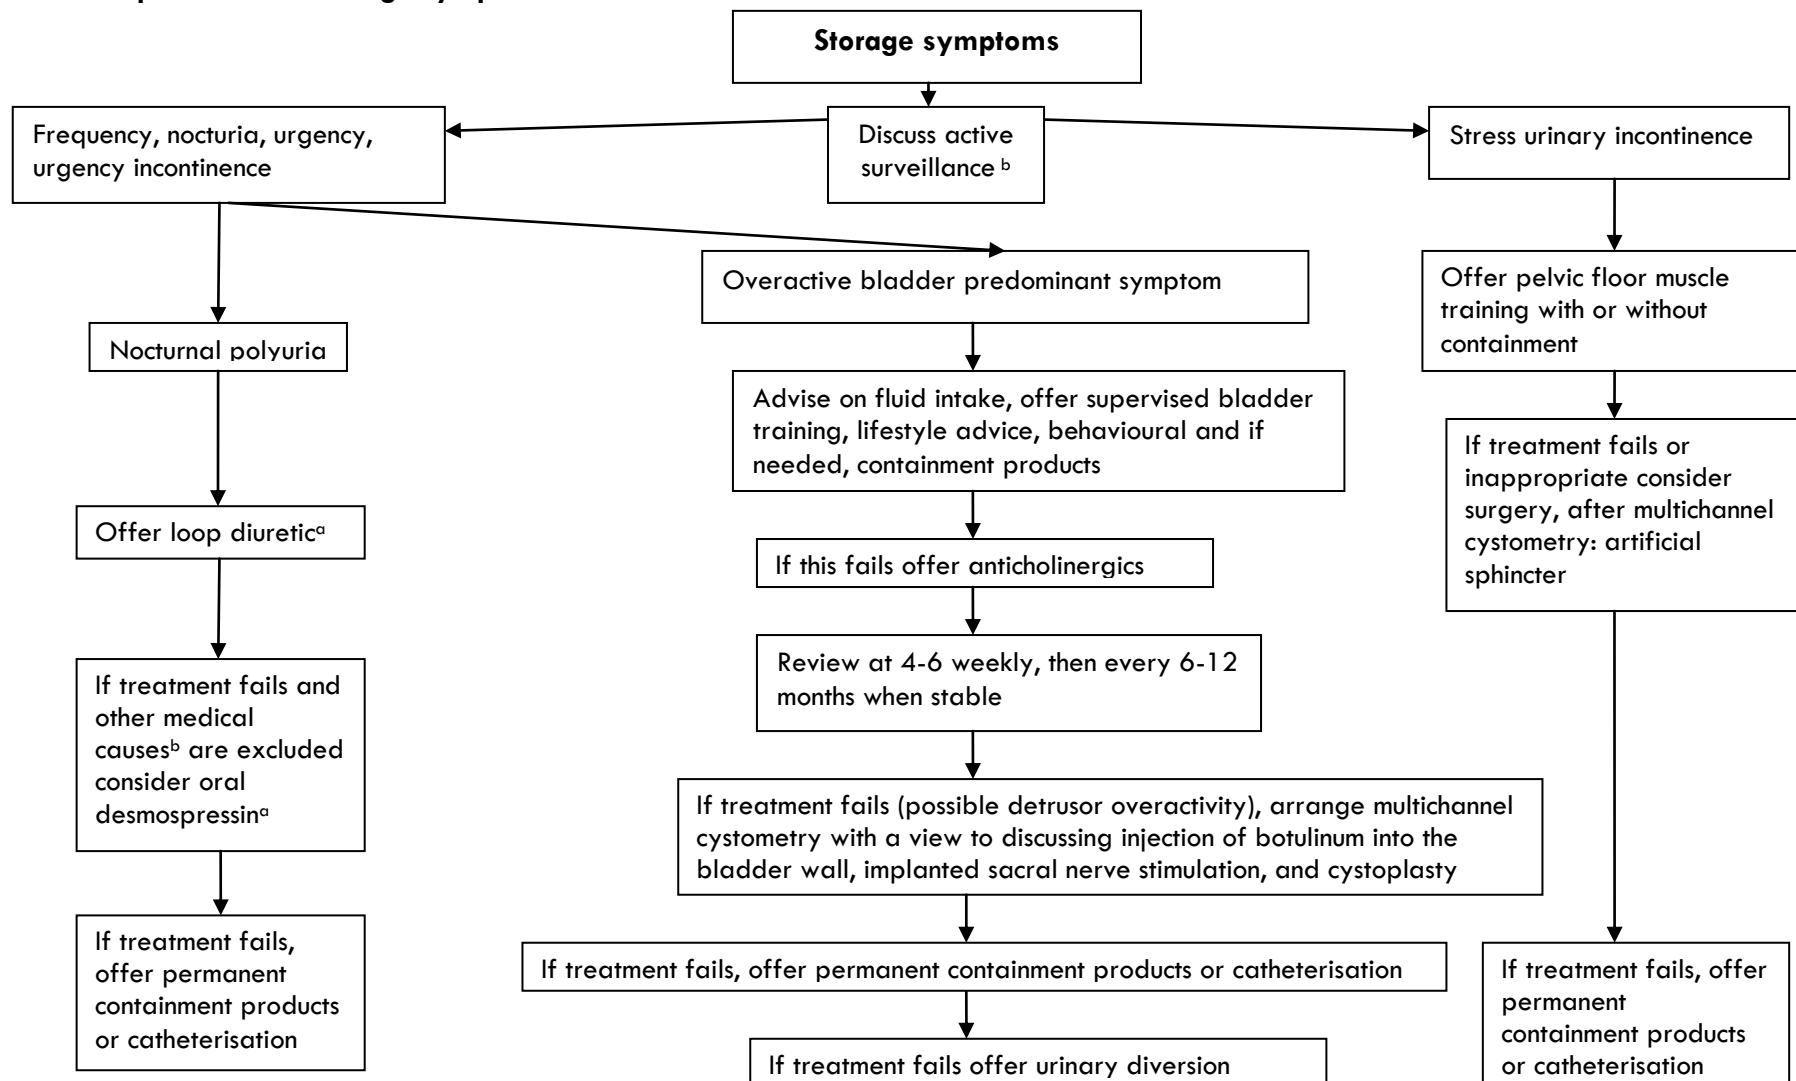 Storage symptoms
Frequency, nocturia, urgency,
urgency incontinence
Discuss active
surveillance b
Stress urinary incontinence
Nocturnal polyuria
Offer loop diuretica
If treatment fails and
other medical
causesb are excluded
consider oral
desmospressina
If treatment fails,
offer permanent
containment products
or catheterisation
Overactive bladder predominant symptom
Advise on fluid intake, offer supervised bladder
training, lifestyle advice, behavioural and if
needed, containment products
If this fails offer anticholinergics
Review at 4-6 weekly, then every 6-12
months when stable
If treatment fails (possible detrusor overactivity), arrange multichannel
cystometry with a view to discussing injection of botulinum into the
bladder wall, implanted sacral nerve stimulation, and cystoplasty
If treatment fails, offer permanent containment products or catheterisation
If treatment fails offer urinary diversion
Offer pelvic floor muscle
training with or without
containment
If treatment fails or
inappropriate consider
surgery, after multichannel
cystometry: artificial
sphincter
If treatment fails, offer
permanent
containment products
or catheterisation